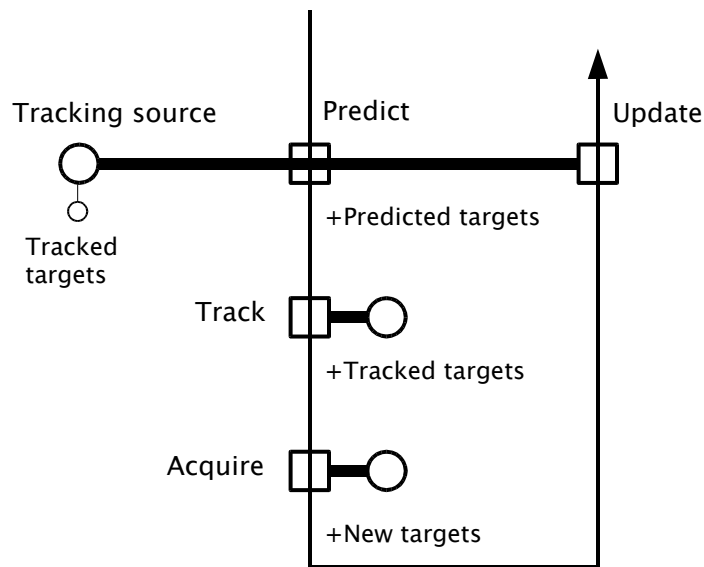 Tracking source
Predict
Update
+Predicted targets
Tracked
targets
Track
+Tracked targets
Acquire
+New targets